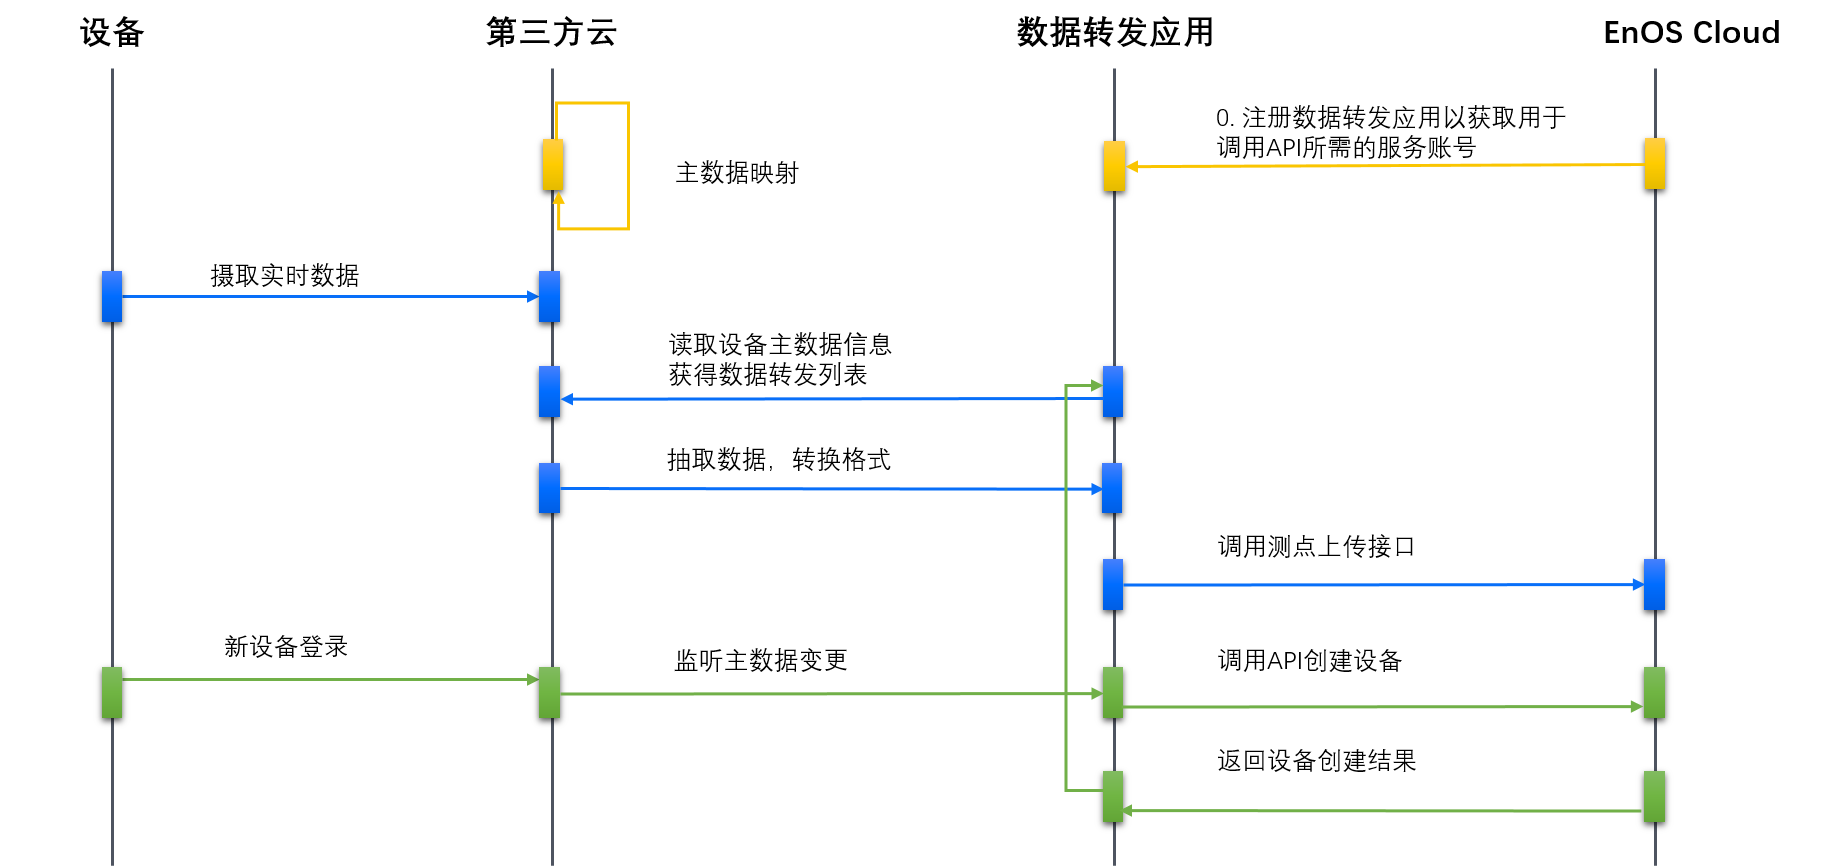 设备
第三方云
数据转发应用
EnOS Cloud
0. 注册数据转发应用以获取用于
调用API所需的服务账号
主数据映射
摄取实时数据
读取设备主数据信息
获得数据转发列表
抽取数据，转换格式
调用测点上传接口
新设备登录
监听主数据变更
调用API创建设备
返回设备创建结果